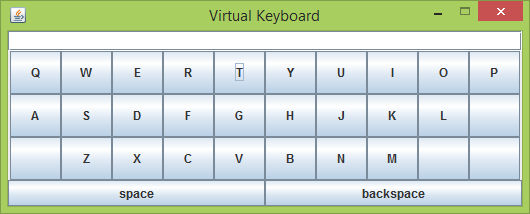 Virtual Keyboard
Q W E R T Y U I O P
A S D F G H J K L
Z X C V B N M
space backspace